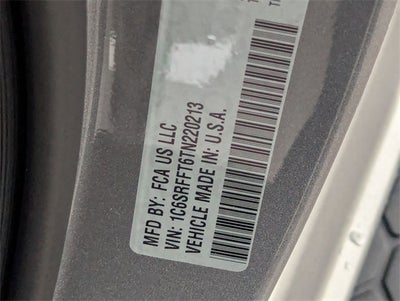 MFD BY: FCA US LLC
VIN: 1C6SRFFT6TN220213
VEHICLE MADE IN: U.S.A.